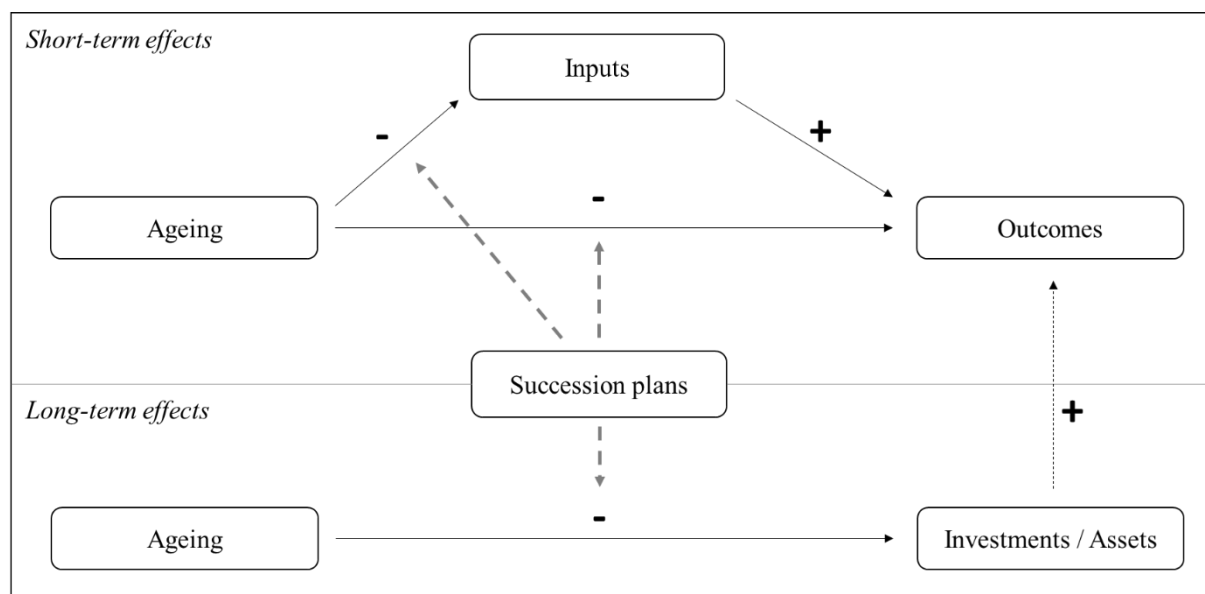 Short-term effects
Inputs
-
+
-
Ageing
Outcomes
Succession plans
Long-term effects
+
-
Ageing
Investments / Assets